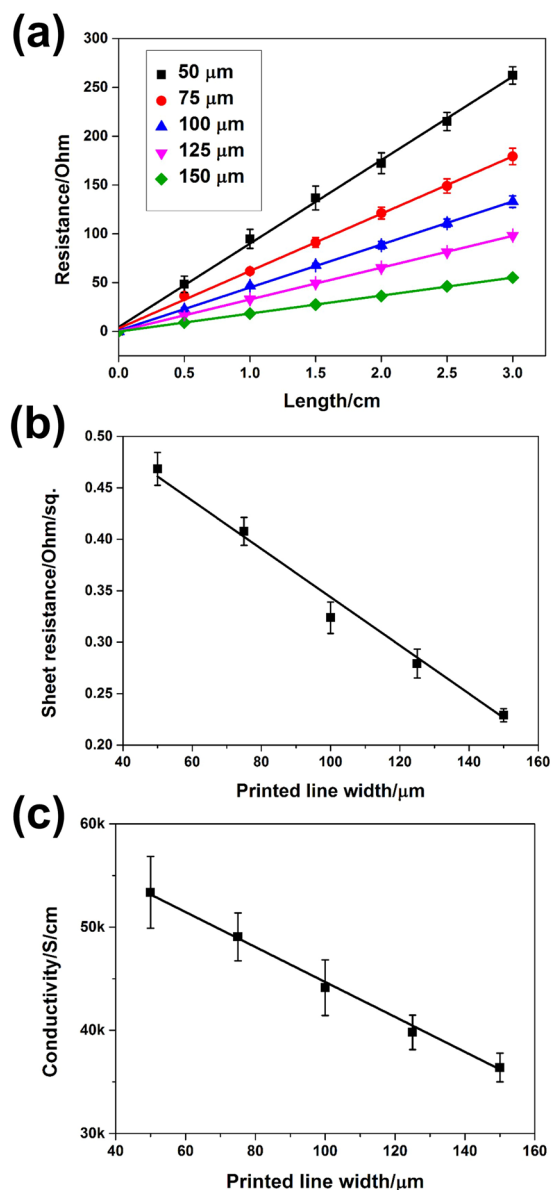 (a)
300
250
200
150
100
50
0
Resistance/Ohm
50 μm
75 μm
100 μm
125 μm
150 μm
0.0 0.5 1.0 1.5 2.0 2.5 3.0
Length/cm
(b)
0.50
0.45
0.40
0.35
0.30
0.25
0.20
Sheet resistance/Ohm/sq.
40 60 80 100 120 140 160
Printed line width/μm
(c)
60k
50k
40k
30k
Conductivity/S/cm
40 60 80 100 120 140 160
Printed line width/μm